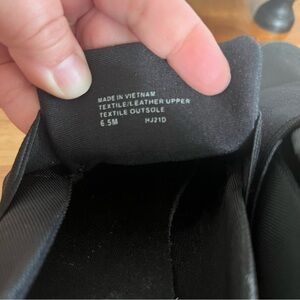 MADE IN VIETNAM
TEXTILE/LEATHER UPPER
TEXTILE OUTSOLE
6.5M HJ21D